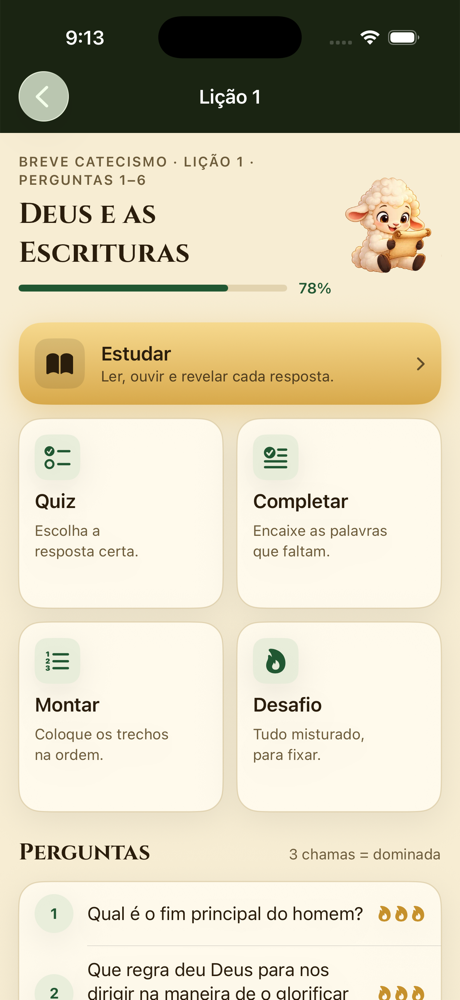 9:13
Lição 1
BREVE CATECISMO · LIÇÃO 1 ·
PERGUNTAS 1–6
Deus e as
Escrituras
78%
Estudar
Ler, ouvir e revelar cada resposta.
Quiz
Escolha a
resposta certa.
Completar
Encaixe as palavras
que faltam.
1
2
3
Montar
Coloque os trechos
na ordem.
Desafio
Tudo misturado,
para fixar.
Perguntas
3 chamas = dominada
1
Qual é o fim principal do homem?
2
Que regra deu Deus para nos
dirigir na maneira de o glorificar